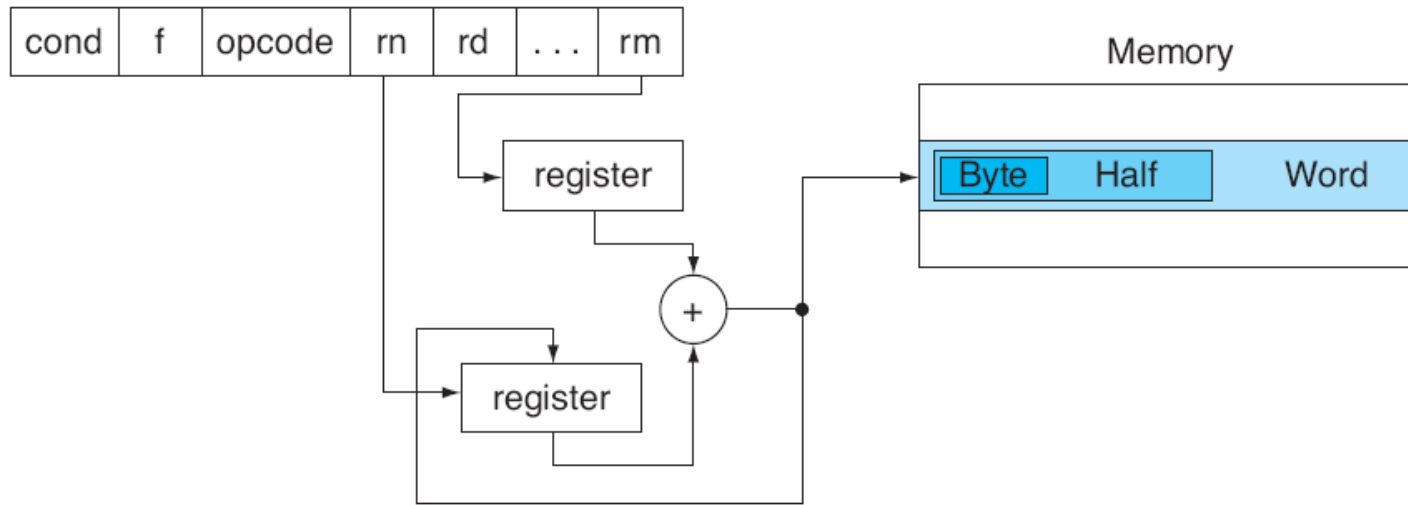 cond f opcode rn rd . . . rm
Memory
register
Byte Half Word
+
register